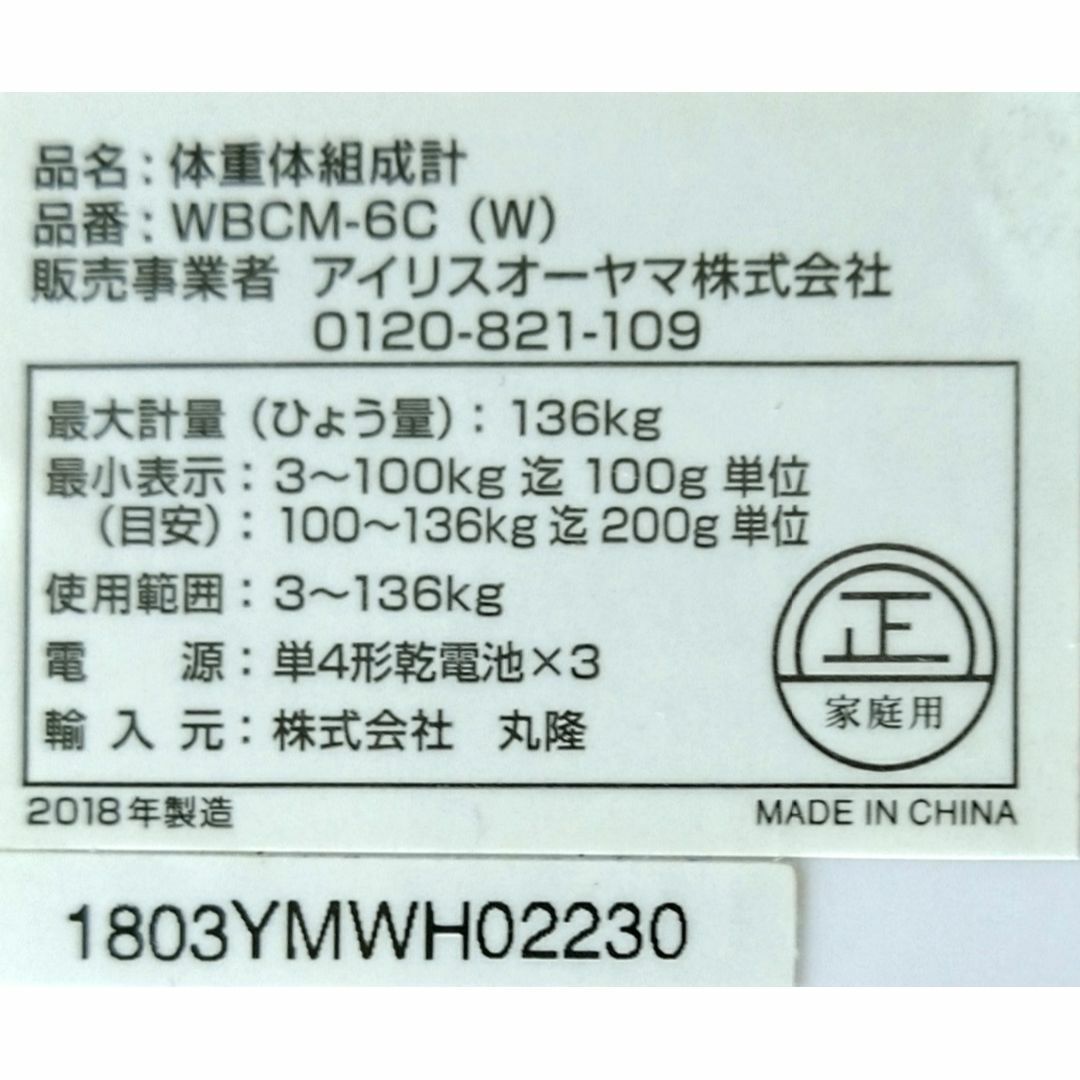 品名：体重体組成計
品番：WBCM-6C（W）
販売事業者 アイリスオーヤマ株式会社
0120-821-109
最大計量（ひょう量）：136kg
最小表示：3～100kg 迄 100g 単位
（目安）：100～136kg 迄 200g 単位
使用範囲：3～136kg
電　源：単4形乾電池×3
輸入元：株式会社　丸隆
正
家庭用
2018年製造
MADE IN CHINA
1803YMWH02230